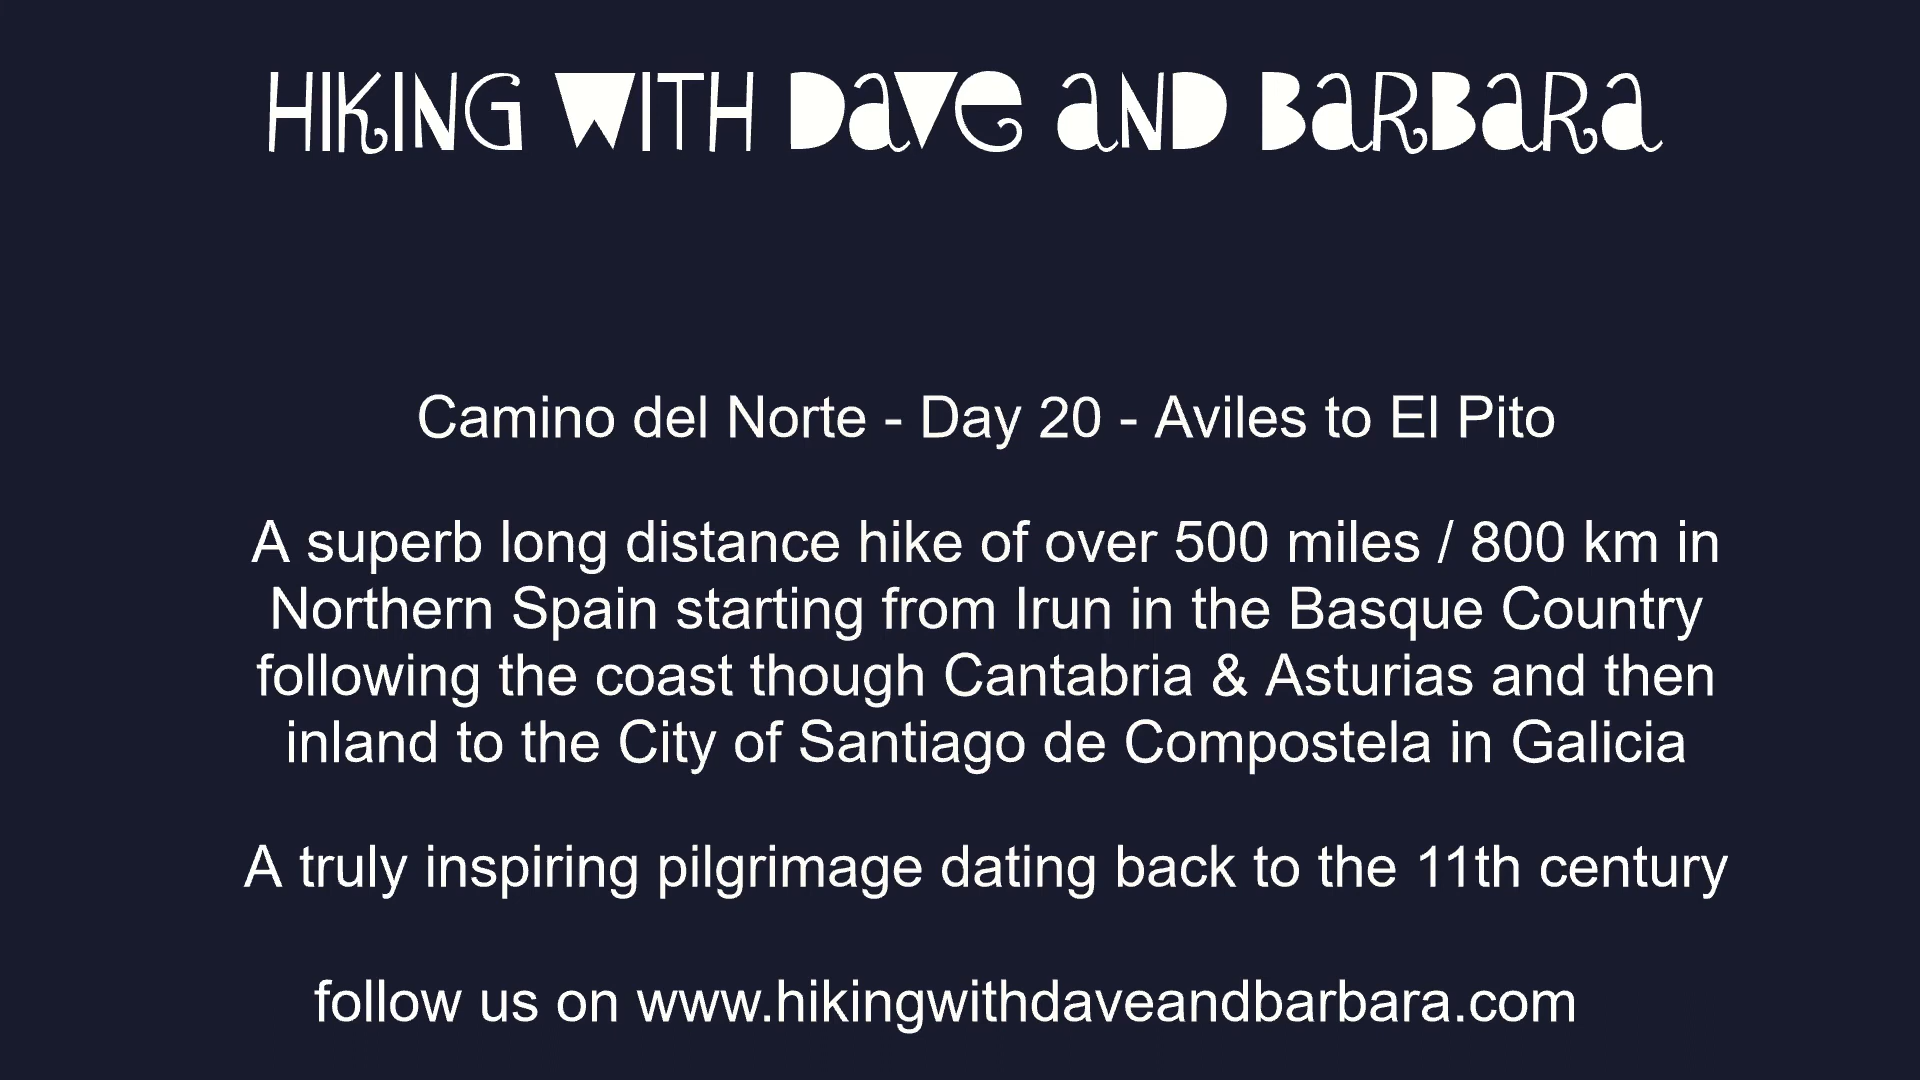 HIKING WITH DAVE AND BARBARA
Camino del Norte - Day 20 - Aviles to El Pito
A superb long distance hike of over 500 miles / 800 km in
Northern Spain starting from Irun in the Basque Country
following the coast though Cantabria & Asturias and then
inland to the City of Santiago de Compostela in Galicia
A truly inspiring pilgrimage dating back to the 11th century
follow us on www.hikingwithdaveandbarbara.com